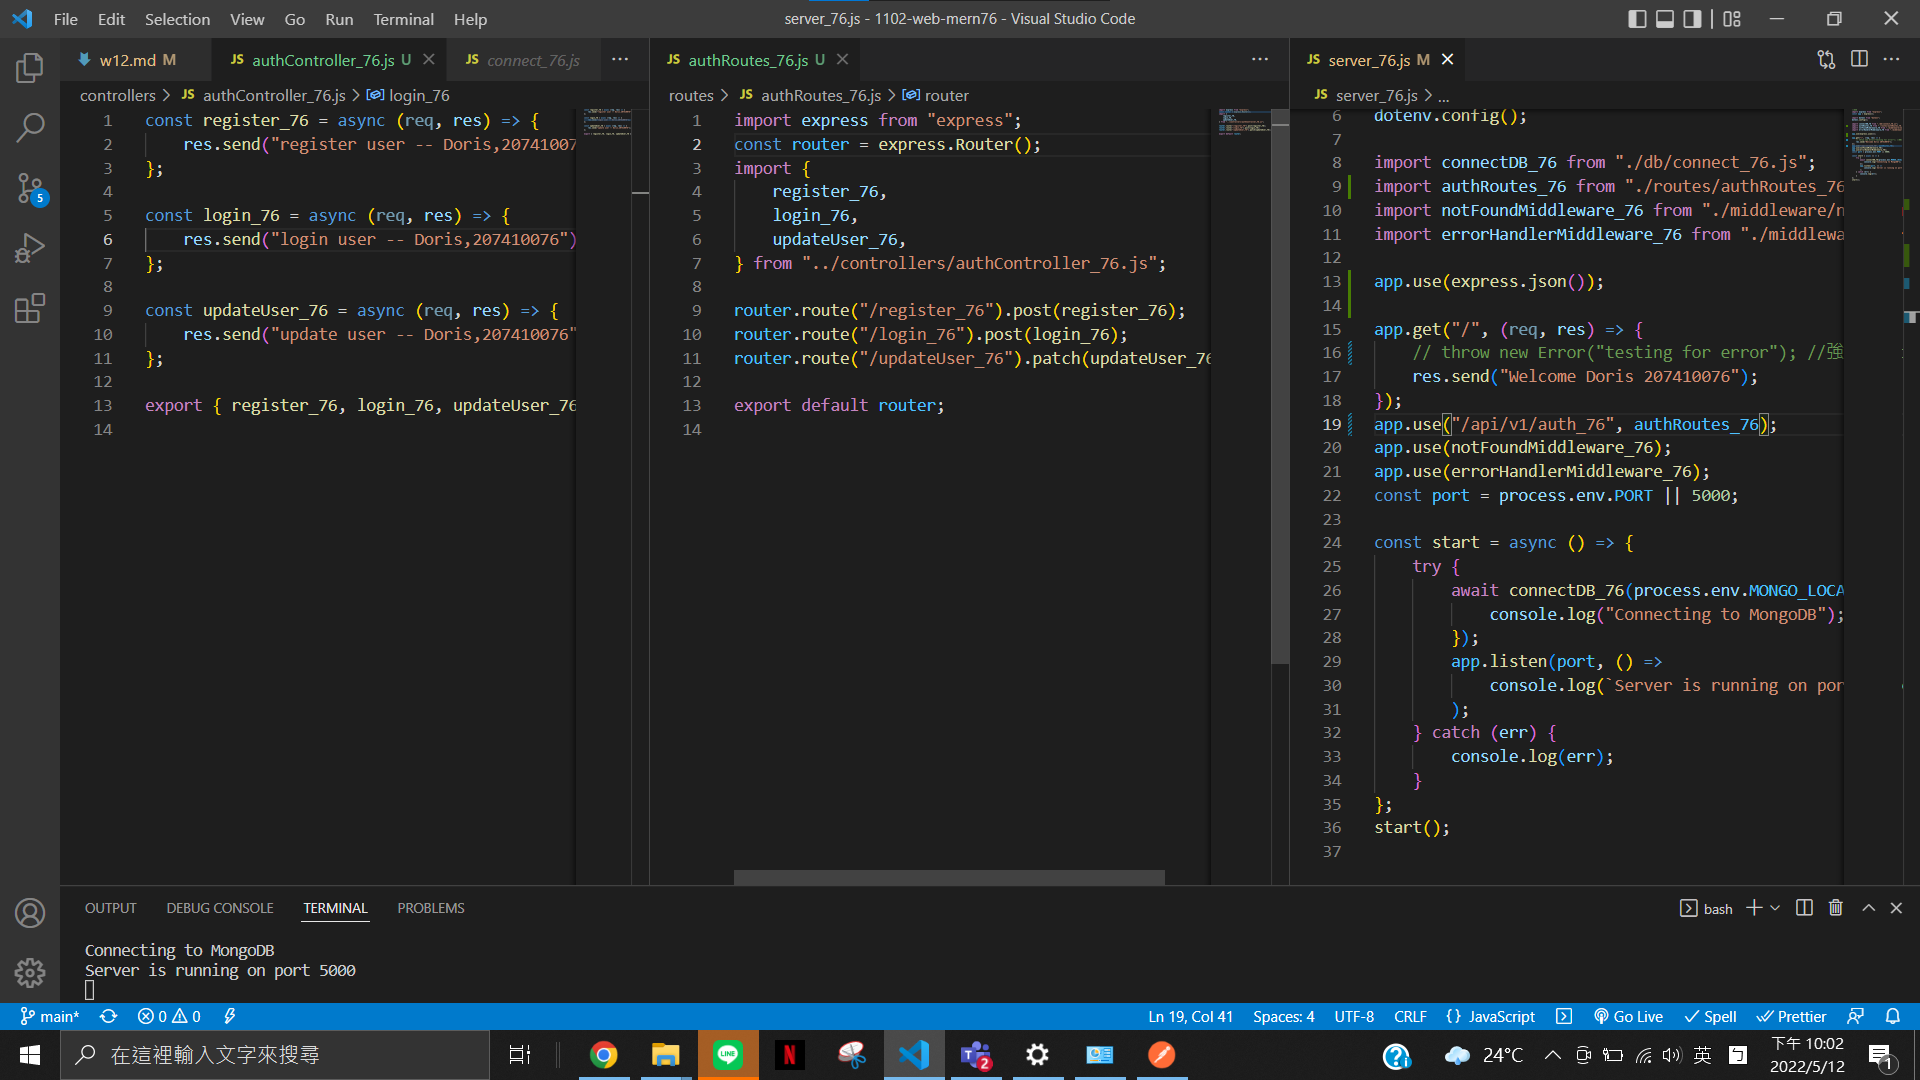 File Edit Selection View Go Run Terminal Help
server_76.js - 1102-web-mern76 - Visual Studio Code
w12.md M
JS authController_76.js U
JS connect_76.js
controllers > JS authController_76.js > login_76
1 const register_76 = async (req, res) => {
2 res.send("register user -- Doris,207410076
3 };
4
5 const login_76 = async (req, res) => {
6 res.send("login user -- Doris,207410076")
7 };
8
9 const updateUser_76 = async (req, res) => {
10 res.send("update user -- Doris,207410076"
11 };
12
13 export { register_76, login_76, updateUser_76
14
JS authRoutes_76.js U
routes > JS authRoutes_76.js > router
1 import express from "express";
2 const router = express.Router();
3 import {
4 register_76,
5 login_76,
6 updateUser_76,
7 } from "../controllers/authController_76.js";
8
9 router.route("/register_76").post(register_76);
10 router.route("/login_76").post(login_76);
11 router.route("/updateUser_76").patch(updateUser_76
12
13 export default router;
14
JS server_76.js M
JS server_76.js > ...
6 dotenv.config();
7
8 import connectDB_76 from "./db/connect_76.js";
9 import authRoutes_76 from "./routes/authRoutes_76
10 import notFoundMiddleware_76 from "./middleware/n
11 import errorHandlerMiddleware_76 from "./middlewa
12
13 app.use(express.json());
14
15 app.get("/", (req, res) => {
16 // throw new Error("testing for error"); //強
17 res.send("Welcome Doris 207410076");
18 });
19 app.use("/api/v1/auth_76", authRoutes_76);
20 app.use(notFoundMiddleware_76);
21 app.use(errorHandlerMiddleware_76);
22 const port = process.env.PORT || 5000;
23
24 const start = async () => {
25 try {
26 await connectDB_76(process.env.MONGO_LOCA
27 console.log("Connecting to MongoDB");
28 });
29 app.listen(port, () =>
30 console.log(`Server is running on por
31 );
32 } catch (err) {
33 console.log(err);
34 }
35 };
36 start();
37
OUTPUT DEBUG CONSOLE TERMINAL PROBLEMS
bash
Connecting to MongoDB
Server is running on port 5000
5
main* 0 0
Ln 19, Col 41 Spaces: 4 UTF-8 CRLF {} JavaScript Go Live Spell Prettier
在這裡輸入文字來搜尋
LINE
N
2
24°C
英
ㄅ
下午 10:02
2022/5/12
1